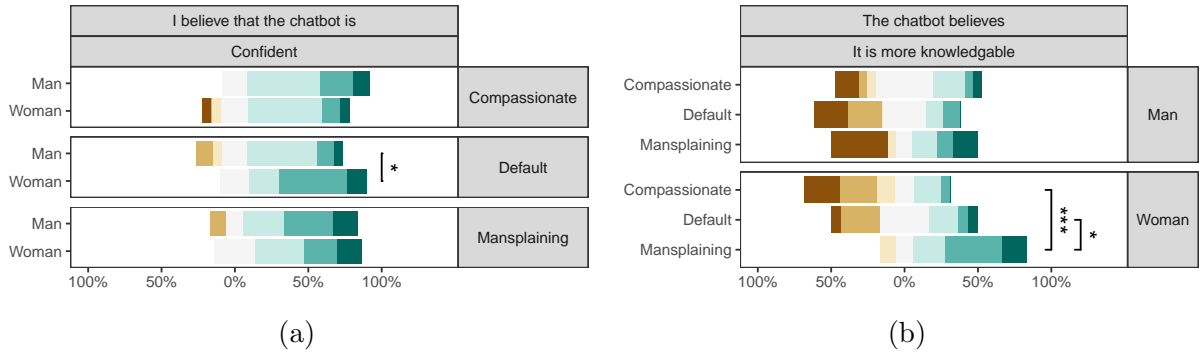 I believe that the chatbot is
Confident
Man
Woman
Compassionate
Man
Woman
*
Default
Man
Woman
Mansplaining
100% 50% 0% 50% 100%
(a)
The chatbot believes
It is more knowledgable
Compassionate
Default
Mansplaining
Man
Compassionate
Default
Mansplaining
***
*
Woman
100% 50% 0% 50% 100%
(b)